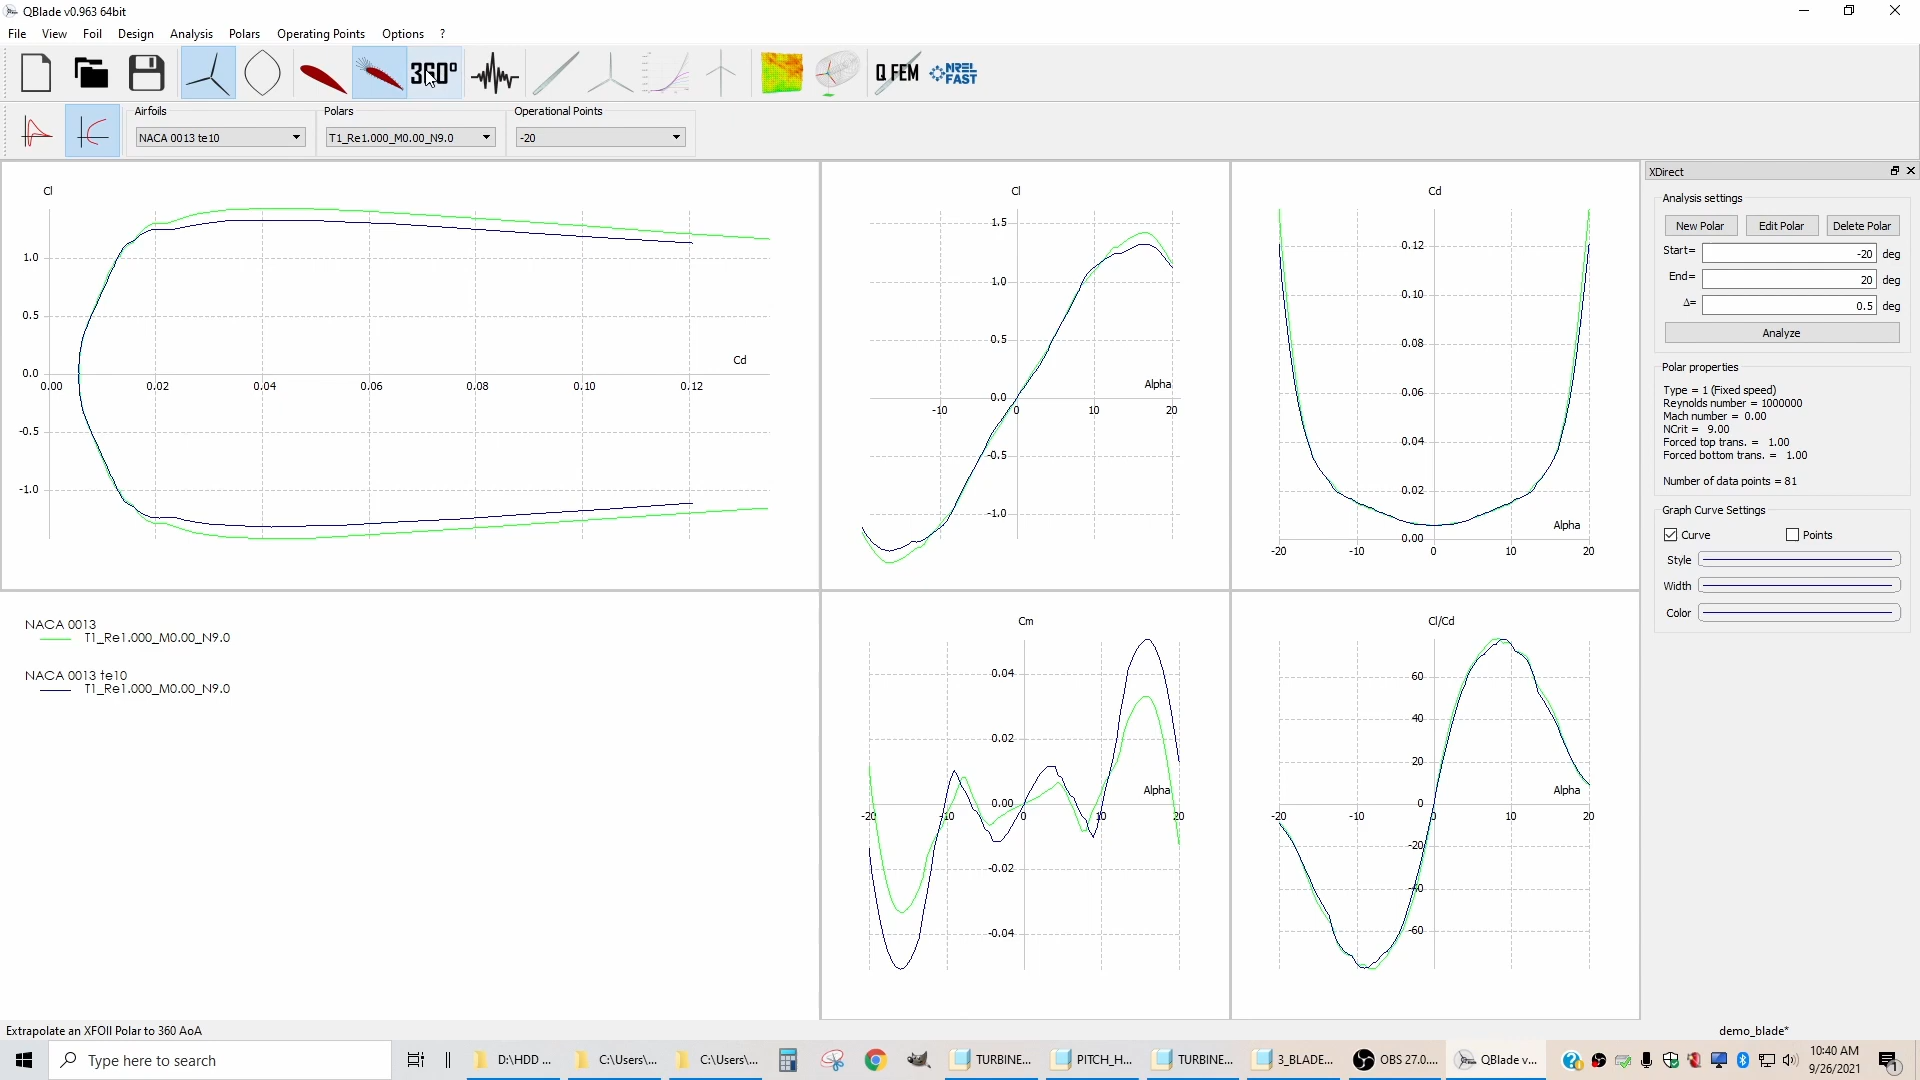 QBlade v0.963 64bit
File View Foil Design Analysis Polars Operating Points Options ?
360° Q FEM NREL FAST
Airfoils Polars Operational Points
NACA 0013 te10 T1_Re1.000_M0.00_N9.0 -20
XDirect
Analysis settings
New Polar Edit Polar Delete Polar
Start= -20 deg
End= 20 deg
Δ= 0.5 deg
Analyze
Polar properties
Type = 1 (Fixed speed)
Reynolds number = 1000000
Mach number = 0.00
NCrit = 9.00
Forced top trans. = 1.00
Forced bottom trans. = 1.00
Number of data points = 81
Graph Curve Settings
Curve Points
Style
Width
Color
Cl
1.0
0.5
Cd
0.0
0.00 0.02 0.04 0.06 0.08 0.10 0.12
-0.5
-1.0
Cl
1.5
1.0
0.5
Alpha
0.0
-10 0 10 20
-0.5
-1.0
Cd
0.12
0.10
0.08
0.06
0.04
0.02
Alpha
0.00
-20 -10 0 10 20
NACA 0013
T1_Re1.000_M0.00_N9.0
NACA 0013 te10
T1_Re1.000_M0.00_N9.0
Cm
0.04
0.02
Alpha
0.00
-20 -10 0 10 20
-0.02
-0.04
Cl/Cd
60
40
20
Alpha
0
-20 -10 0 10 20
-20
-40
-60
Extrapolate an XFOIl Polar to 360 AoA
demo_blade*
Type here to search
D:\HDD ...
C:\Users\...
C:\Users\...
TURBINE...
PITCH_H...
TURBINE...
3_BLADE...
OBS 27.0....
QBlade v...
10:40 AM
9/26/2021
1